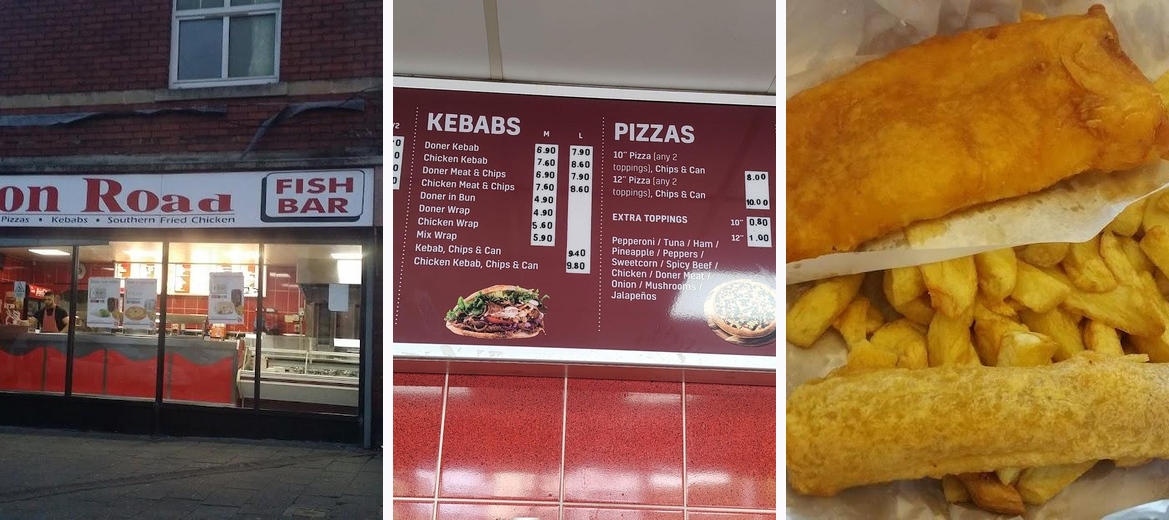 on Road
FISH
BAR
Pizzas • Kebabs • Southern Fried Chicken
KEBABS
M L
Doner Kebab 6.90 7.90
Chicken Kebab 7.60 8.60
Doner Meat & Chips 6.90 7.90
Chicken Meat & Chips 7.60 8.60
Doner in Bun 4.90
Doner Wrap 4.90
Chicken Wrap 5.60
Mix Wrap 5.90
Kebab, Chips & Can 9.40
Chicken Kebab, Chips & Can 9.80
PIZZAS
10" Pizza (any 2
toppings), Chips & Can 8.00
12" Pizza (any 2
toppings), Chips & Can 10.00
EXTRA TOPPINGS 10" 0.80
12" 1.00
Pepperoni / Tuna / Ham /
Pineapple / Peppers /
Sweetcorn / Spicy Beef /
Chicken / Doner Meat /
Onion / Mushrooms /
Jalapeños